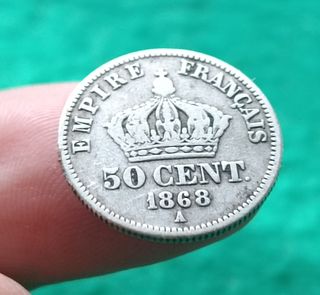 EMPIRE FRANÇAIS
50 CENT.
1868
A